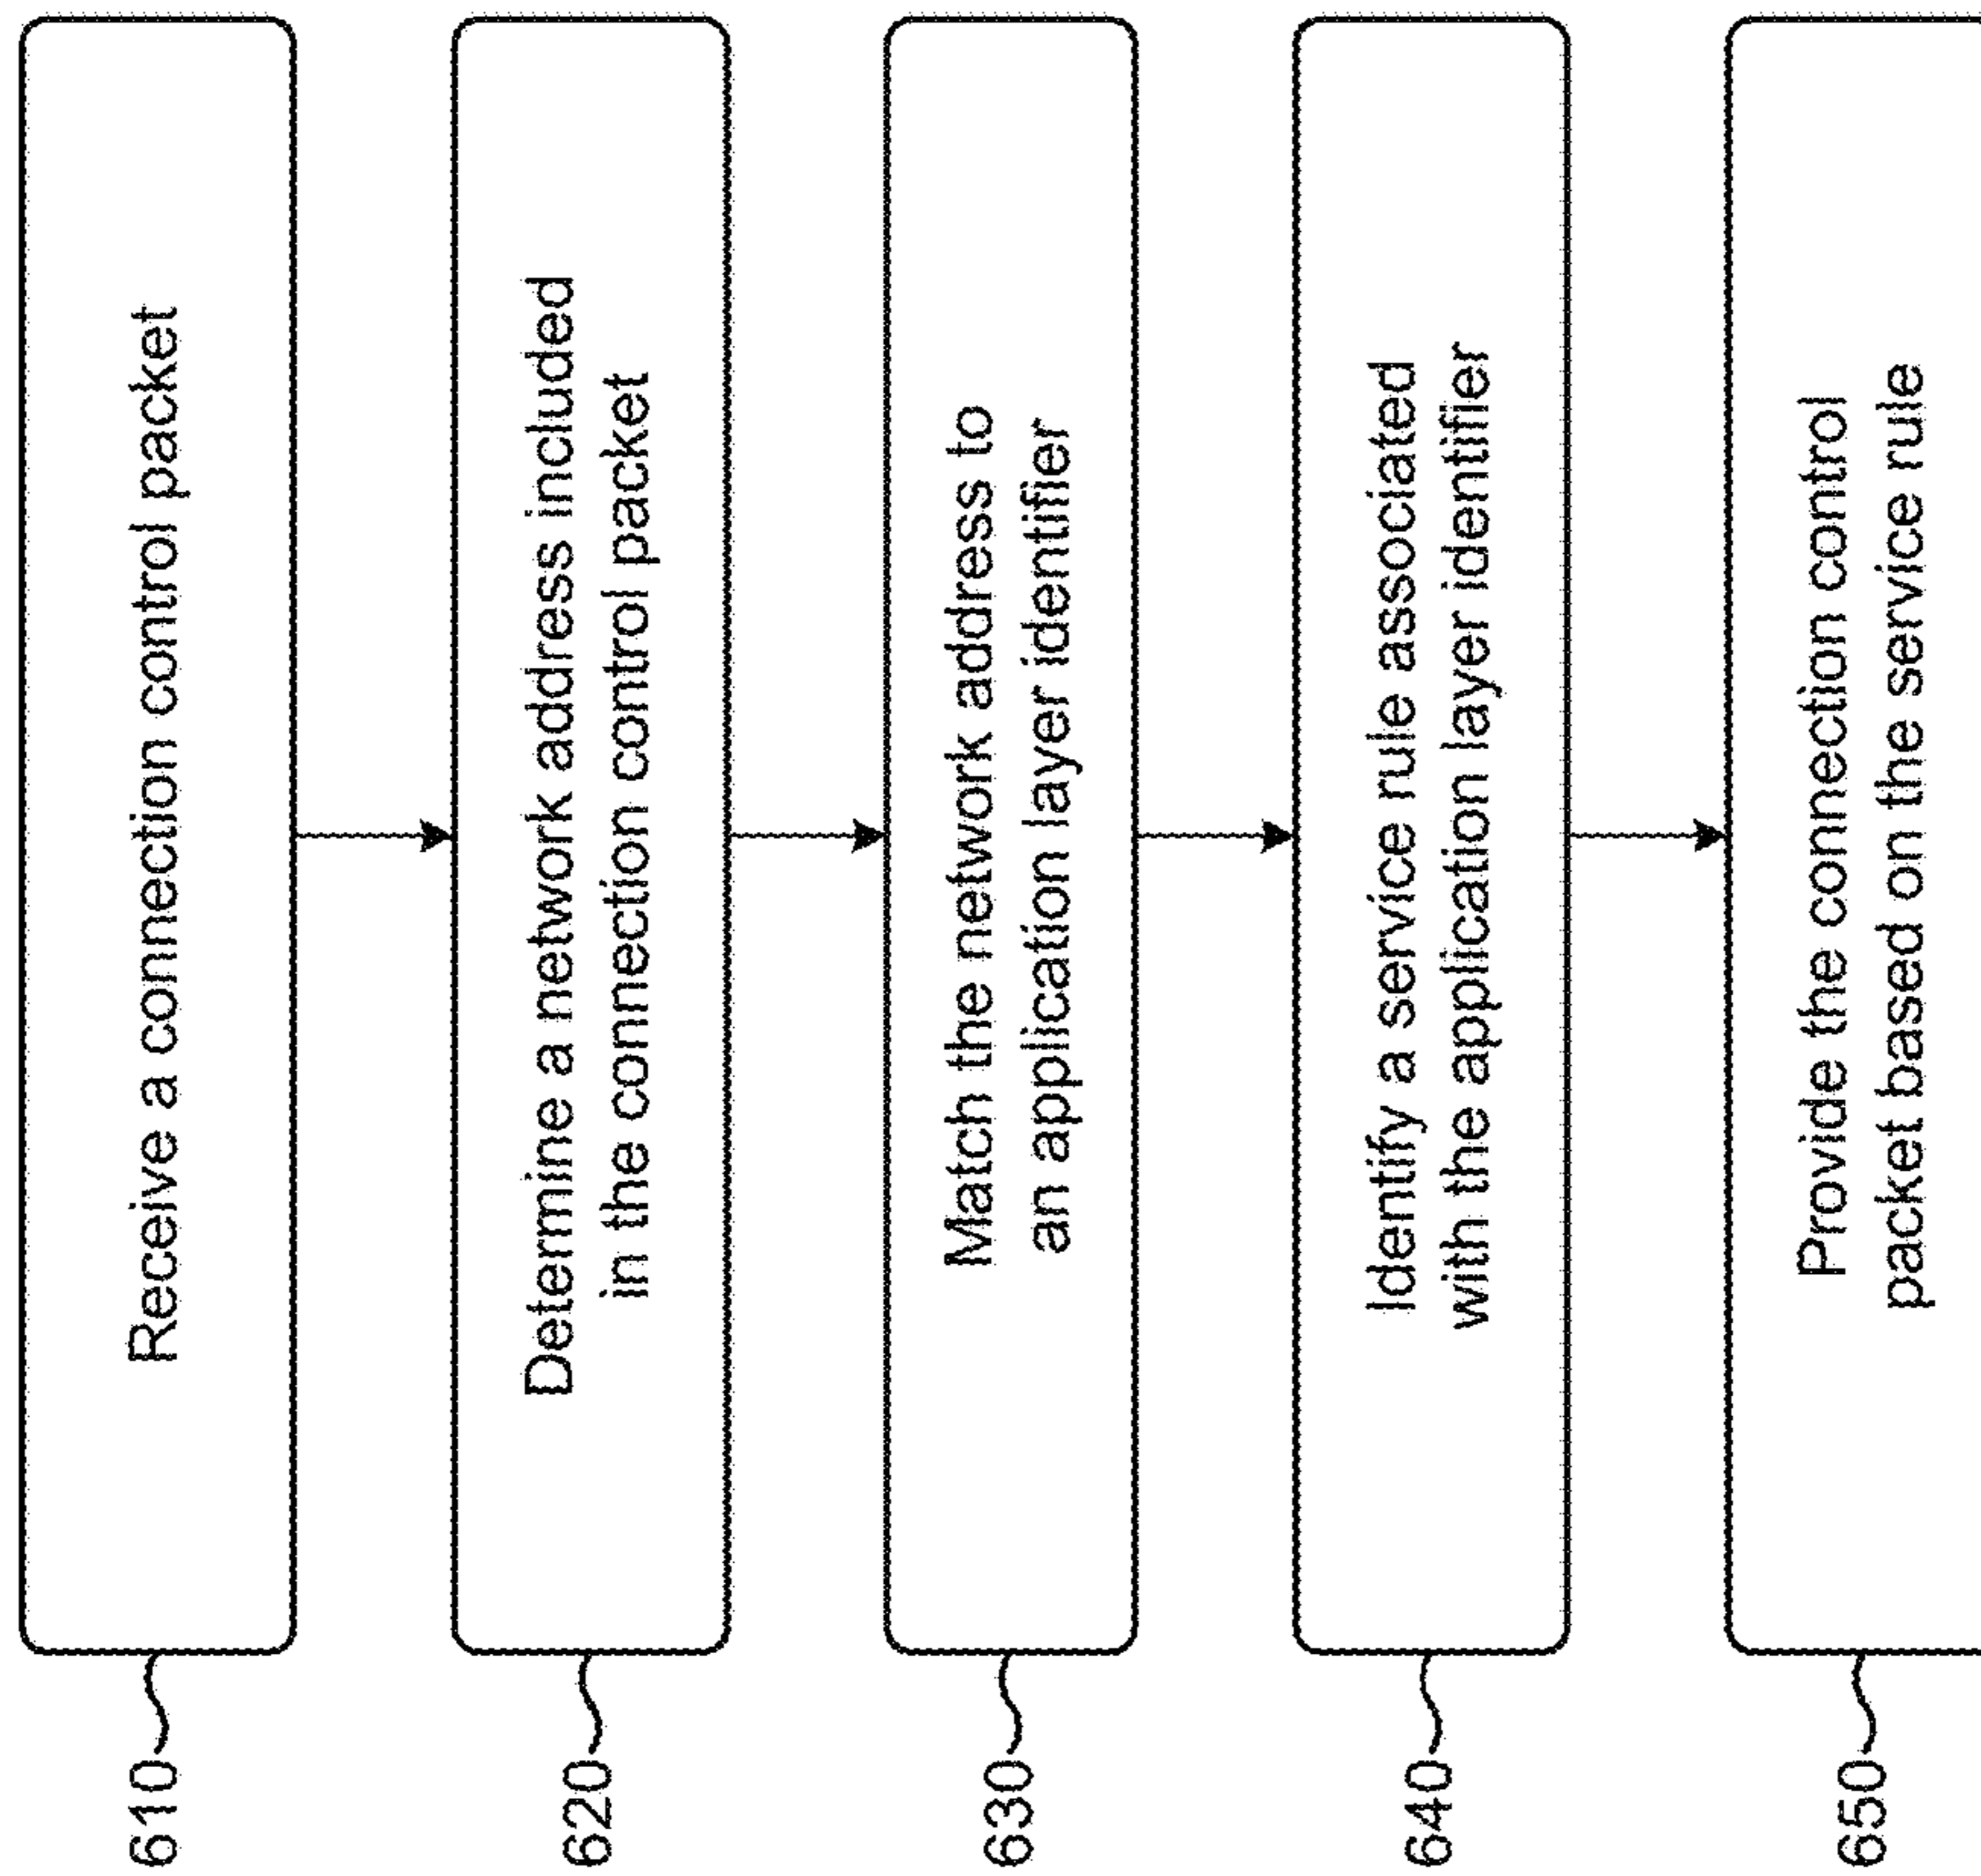 610
Receive a connection control packet
620
Determine a network address included
in the connection control packet
630
Match the network address to
an application layer identifier
640
Identify a service rule associated
with the application layer identifier
650
Provide the connection control
packet based on the service rule